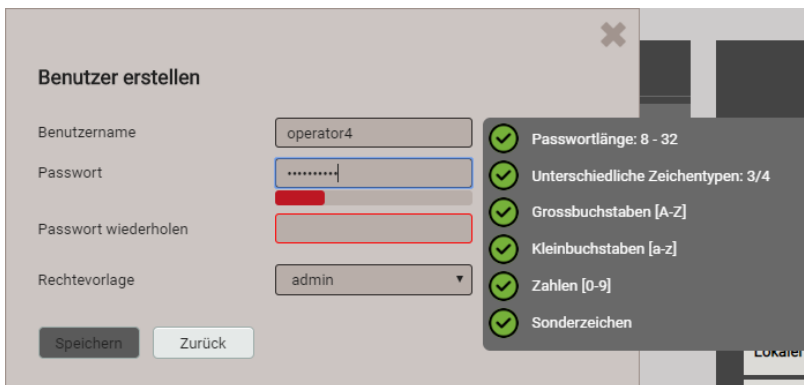 Benutzer erstellen
Benutzername
operator4
Passwort
••••••••••
Passwort wiederholen
Rechtevorlage
admin
Speichern
Zurück
Passwortlänge: 8 - 32
Unterschiedliche Zeichentypen: 3/4
Grossbuchstaben [A-Z]
Kleinbuchstaben [a-z]
Zahlen [0-9]
Sonderzeichen